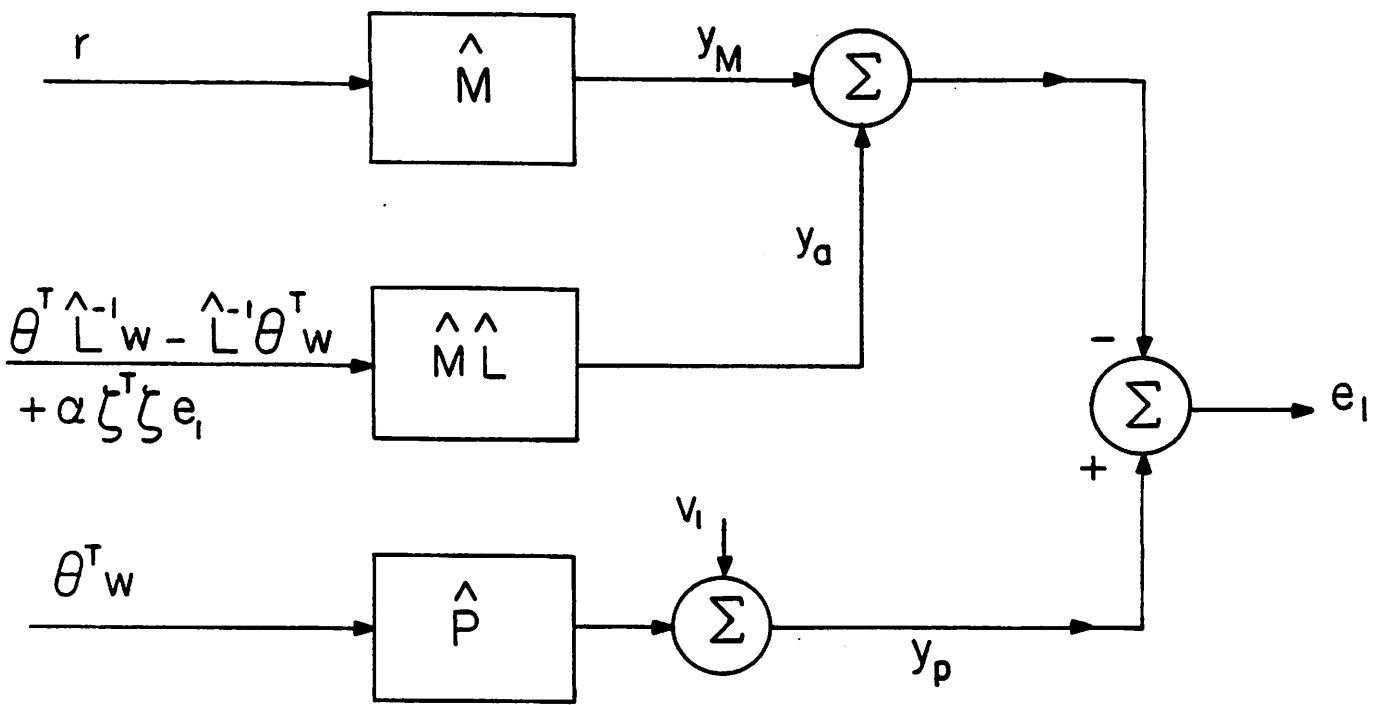 r
^
M
y_M
Σ
y_a
θ^T L̂^-1 w - L̂^-1 θ^T w
+ α ζ^T ζ e_1
M̂ L̂
-
Σ
e_1
+
v_1
θ^T w
P̂
Σ
y_p